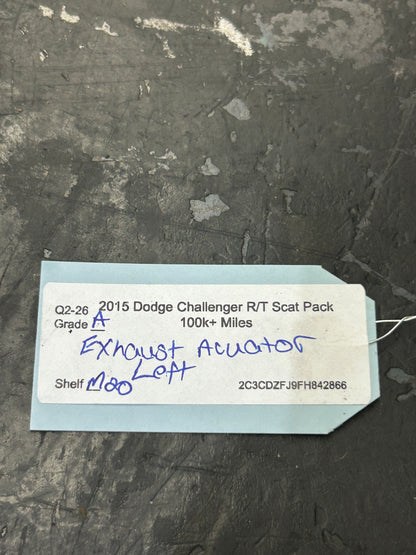 Q2-26 2015 Dodge Challenger R/T Scat Pack
Grade A 100k+ Miles
Exhaust Acuator
Left
Shelf M20 2C3CDZFJ9FH842866